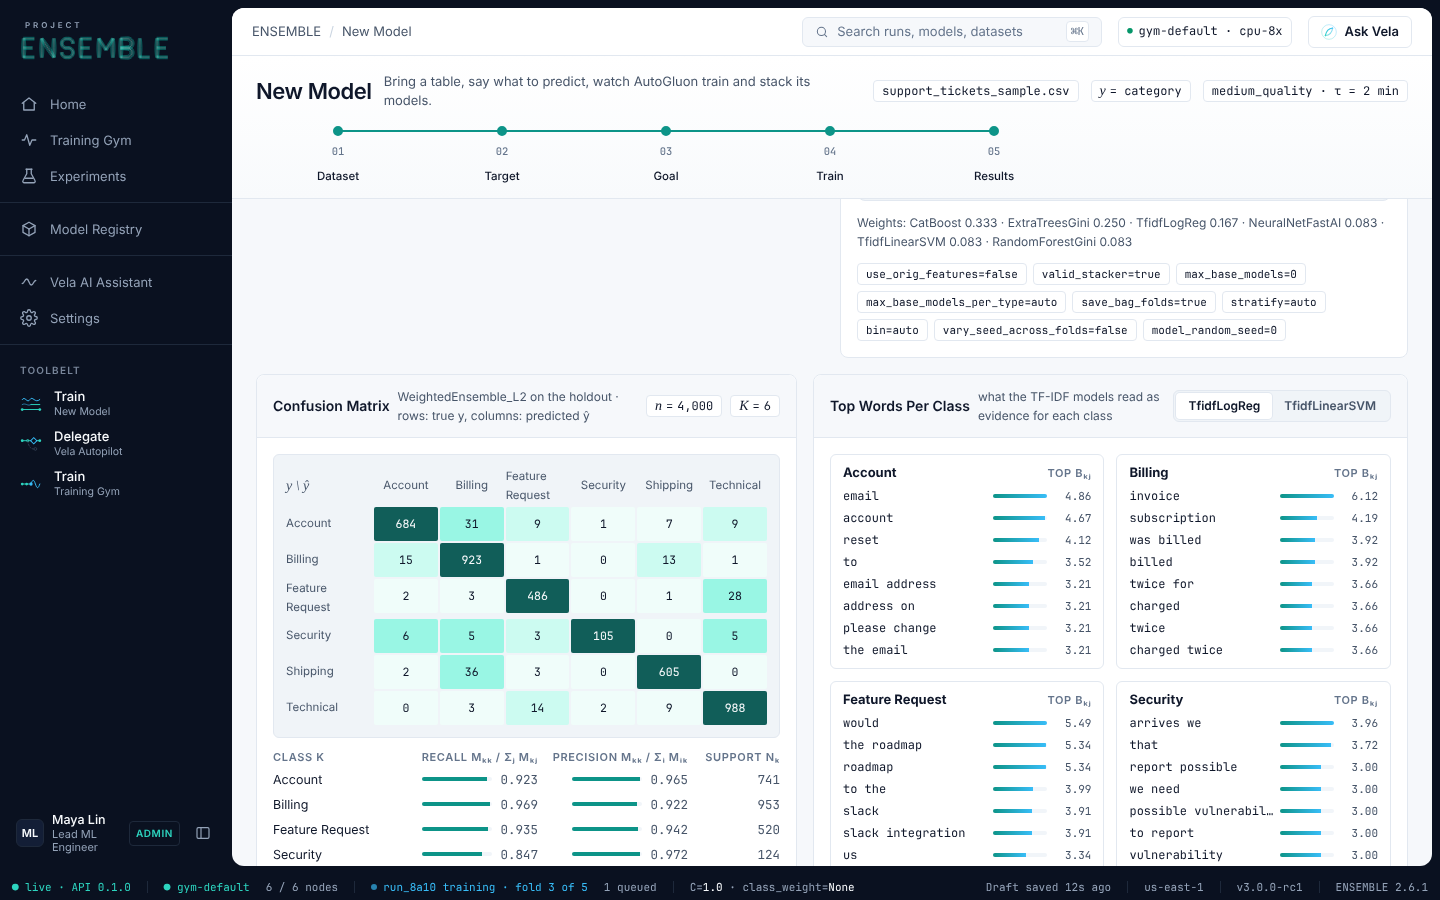 PROJECT
ENSEMBLE
Home
Training Gym
Experiments
Model Registry
Vela AI Assistant
Settings
TOOLBELT
Train
New Model
Delegate
Vela Autopilot
Train
Training Gym
ML
Maya Lin
Lead ML
Engineer
ADMIN
ENSEMBLE / New Model
Search runs, models, datasets
⌘K
gym-default · cpu-8x
Ask Vela
New Model
Bring a table, say what to predict, watch AutoGluon train and stack its
models.
support_tickets_sample.csv
y = category
medium_quality · τ = 2 min
01 02 03 04 05
Dataset Target Goal Train Results
Weights: CatBoost 0.333 · ExtraTreesGini 0.250 · TfidfLogReg 0.167 · NeuralNetFastAI 0.083 ·
TfidfLinearSVM 0.083 · RandomForestGini 0.083
use_orig_features=false valid_stacker=true max_base_models=0
max_base_models_per_type=auto save_bag_folds=true stratify=auto
bin=auto vary_seed_across_folds=false model_random_seed=0
Confusion Matrix
WeightedEnsemble_L2 on the holdout ·
rows: true y, columns: predicted ŷ
n = 4,000
K = 6
y \ ŷ Account Billing Feature Request Security Shipping Technical
Account 684 31 9 1 7 9
Billing 15 923 1 0 13 1
Feature Request 2 3 486 0 1 28
Security 6 5 3 105 0 5
Shipping 2 36 3 0 605 0
Technical 0 3 14 2 9 988
CLASS K RECALL Mₖₖ / Σⱼ Mₖⱼ PRECISION Mₖₖ / Σᵢ Mᵢₖ SUPPORT Nₖ
Account 0.923 0.965 741
Billing 0.969 0.922 953
Feature Request 0.935 0.942 520
Security 0.847 0.972 124
Top Words Per Class
what the TF-IDF models read as
evidence for each class
TfidfLogReg
TfidfLinearSVM
Account TOP Bₖⱼ
email 4.86
account 4.67
reset 4.12
to 3.52
email address 3.21
address on 3.21
please change 3.21
the email 3.21
Billing TOP Bₖⱼ
invoice 6.12
subscription 4.19
was billed 3.92
billed 3.92
twice for 3.66
charged 3.66
twice 3.66
charged twice 3.66
Feature Request TOP Bₖⱼ
would 5.49
the roadmap 5.34
roadmap 5.34
to the 3.99
slack 3.91
slack integration 3.91
us 3.34
Security TOP Bₖⱼ
arrives we 3.96
that 3.72
report possible 3.00
we need 3.00
possible vulnerabil… 3.00
to report 3.00
vulnerability 3.00
live · API 0.1.0
gym-default 6 / 6 nodes
run_8a10 training · fold 3 of 5 1 queued
C=1.0 · class_weight=None
Draft saved 12s ago
us-east-1
v3.0.0-rc1
ENSEMBLE 2.6.1